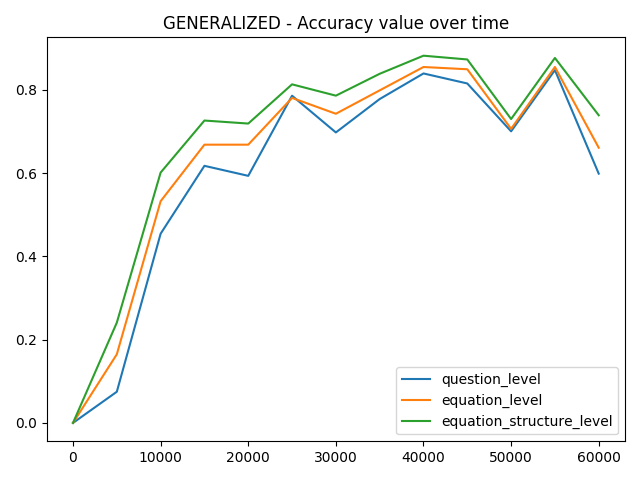 GENERALIZED - Accuracy value over time
0.8
0.6
0.4
0.2
0.0
question_level
equation_level
equation_structure_level
0 10000 20000 30000 40000 50000 60000